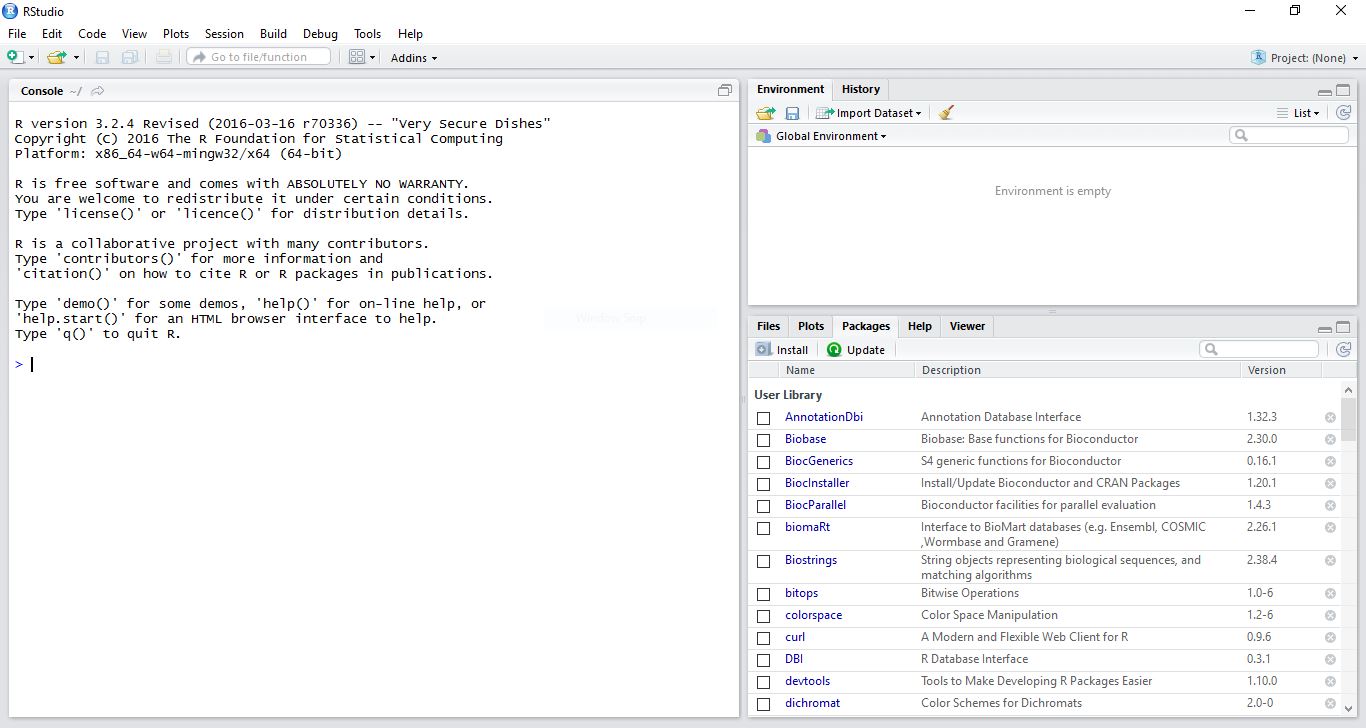 RStudio
File Edit Code View Plots Session Build Debug Tools Help
Go to file/function Addins Project: (None)
Console ~/
R version 3.2.4 Revised (2016-03-16 r70336) -- "Very Secure Dishes"
Copyright (C) 2016 The R Foundation for Statistical Computing
Platform: x86_64-w64-mingw32/x64 (64-bit)
R is free software and comes with ABSOLUTELY NO WARRANTY.
You are welcome to redistribute it under certain conditions.
Type 'license()' or 'licence()' for distribution details.
R is a collaborative project with many contributors.
Type 'contributors()' for more information and
'citation()' on how to cite R or R packages in publications.
Type 'demo()' for some demos, 'help()' for on-line help, or
'help.start()' for an HTML browser interface to help.
Type 'q()' to quit R.
>
Window Snip
Environment History
Import Dataset List
Global Environment
Environment is empty
Files Plots Packages Help Viewer
Install Update
Name Description Version
User Library
AnnotationDbi Annotation Database Interface 1.32.3
Biobase Biobase: Base functions for Bioconductor 2.30.0
BiocGenerics S4 generic functions for Bioconductor 0.16.1
BiocInstaller Install/Update Bioconductor and CRAN Packages 1.20.1
BiocParallel Bioconductor facilities for parallel evaluation 1.4.3
biomaRt Interface to BioMart databases (e.g. Ensembl, COSMIC 2.26.1
,Wormbase and Gramene)
Biostrings String objects representing biological sequences, and 2.38.4
matching algorithms
bitops Bitwise Operations 1.0-6
colorspace Color Space Manipulation 1.2-6
curl A Modern and Flexible Web Client for R 0.9.6
DBI R Database Interface 0.3.1
devtools Tools to Make Developing R Packages Easier 1.10.0
dichromat Color Schemes for Dichromats 2.0-0